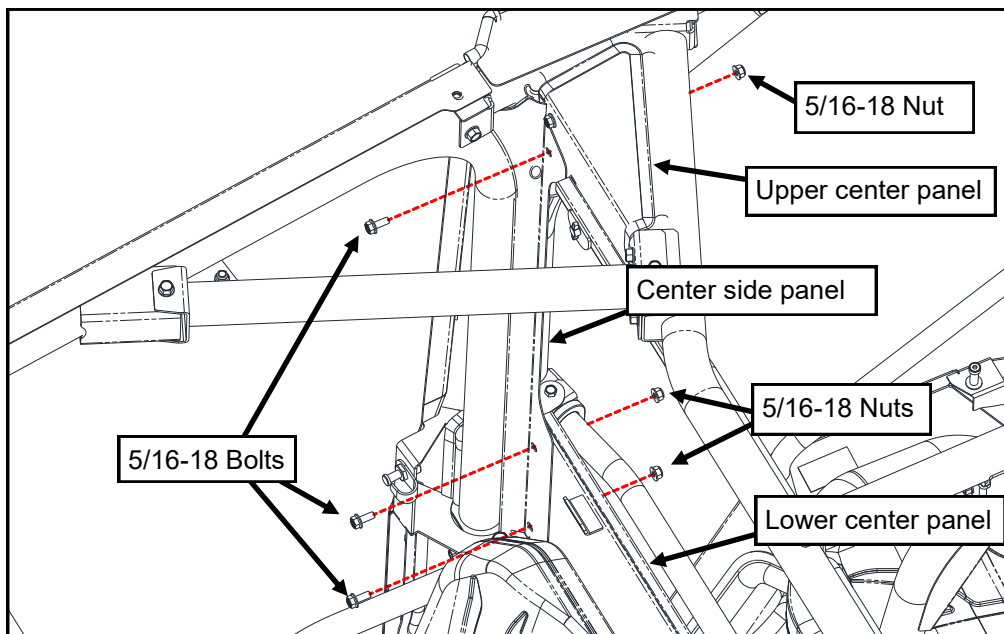 5/16-18 Nut
Upper center panel
Center side panel
5/16-18 Nuts
5/16-18 Bolts
Lower center panel